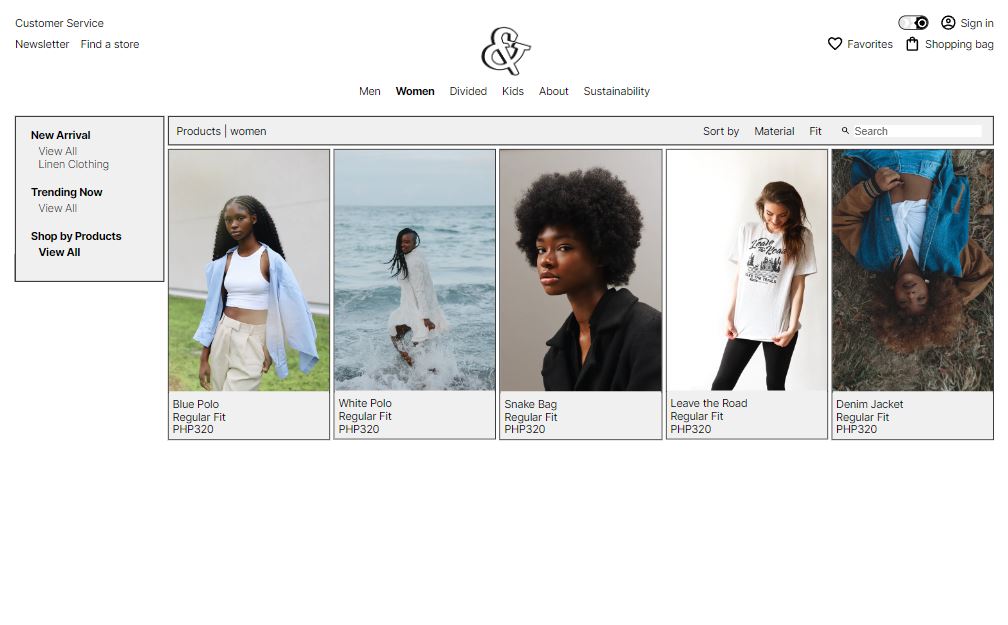 Customer Service
Sign in
Newsletter Find a store
Favorites Shopping bag
&
Men Women Divided Kids About Sustainability
New Arrival
View All
Linen Clothing
Trending Now
View All
Shop by Products
View All
Products | women
Sort by Material Fit Search
Leave
the Road
Blue Polo
Regular Fit
PHP320
White Polo
Regular Fit
PHP320
Snake Bag
Regular Fit
PHP320
Leave the Road
Regular Fit
PHP320
Denim Jacket
Regular Fit
PHP320